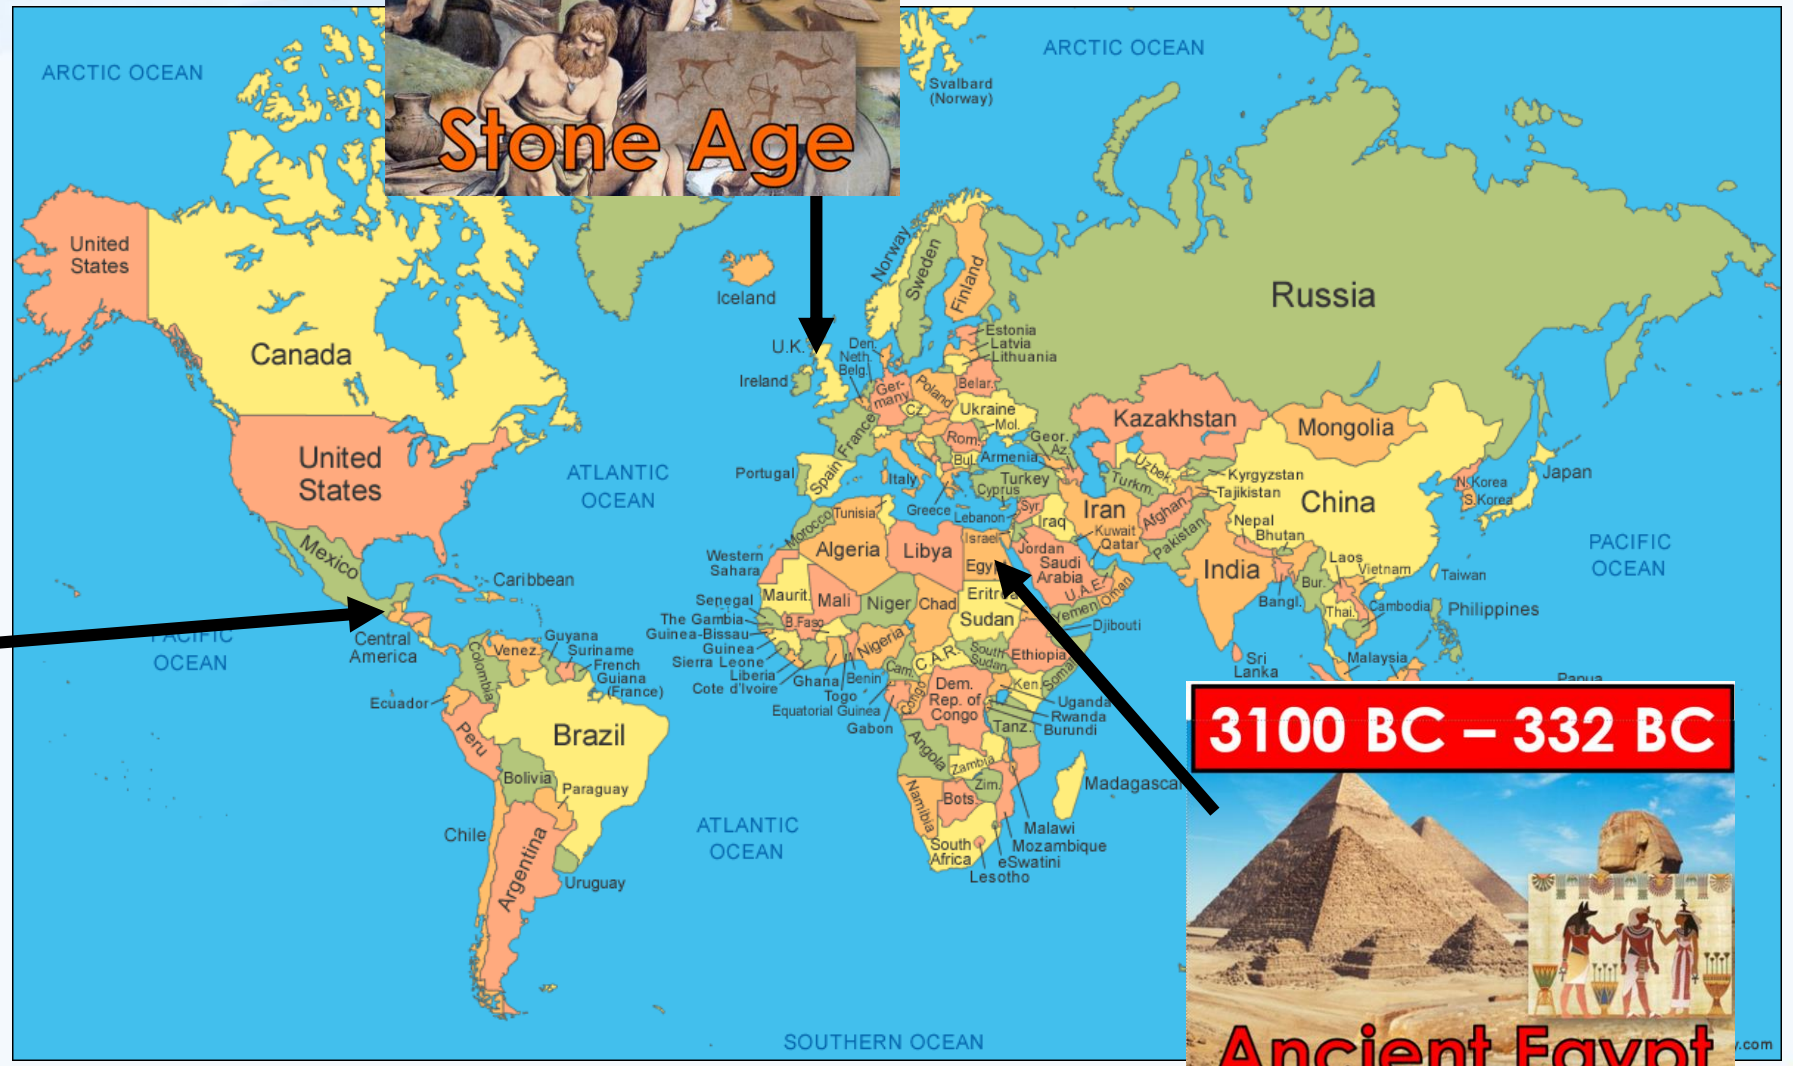 Stone Age
ARCTIC OCEAN
ARCTIC OCEAN
Svalbard
(Norway)
United
States
Canada
Iceland
Norway
Sweden
Finland
Russia
Estonia
Latvia
Lithuania
U.K.
Ireland
Den.
Neth.
Belg.
Ger-
many
Poland
Belar.
Cz.
Ukraine
Mol.
France
Rom.
Bul.
Geor.
Az.
Armenia
Kazakhstan
Mongolia
United
States
ATLANTIC
OCEAN
Portugal
Spain
Italy
Greece
Turkey
Cyprus
Lebanon
Syr.
Iraq
Iran
Uzbek.
Turkm.
Kyrgyzstan
Tajikistan
Afghan.
Pakistan
China
N.Korea
S.Korea
Japan
Mexico
Caribbean
Western
Sahara
Morocco
Tunisia
Algeria
Libya
Israel
Egy
Jordan
Kuwait
Qatar
Saudi
Arabia
U.A.E.
Oman
Yemen
Nepal
Bhutan
India
Bangl.
Bur.
Laos
Vietnam
Thai.
Cambodia
Taiwan
Philippines
PACIFIC
OCEAN
PACIFIC
OCEAN
Central
America
Guyana
Suriname
French
Guiana
(France)
Venez.
Colombia
Ecuador
Peru
Brazil
Bolivia
Paraguay
Chile
Argentina
Uruguay
Senegal
The Gambia
Guinea-Bissau
Guinea
Sierra Leone
Liberia
Cote d'Ivoire
Maurit.
Mali
B.Faso
Niger
Chad
Eritrea
Sudan
Djibouti
Nigeria
Ghana
Togo
Benin
Cam.
C.A.R.
South
Sudan
Ethiopia
Somal
Equatorial Guinea
Gabon
Congo
Dem.
Rep. of
Congo
Ken.
Uganda
Rwanda
Burundi
Tanz.
Angola
Zambia
Namibia
Bots.
Zim.
Madagascar
Malawi
Mozambique
eSwatini
Lesotho
South
Africa
ATLANTIC
OCEAN
Sri
Lanka
Malaysia
Papua
3100 BC – 332 BC
Ancient Egypt
SOUTHERN OCEAN
y.com